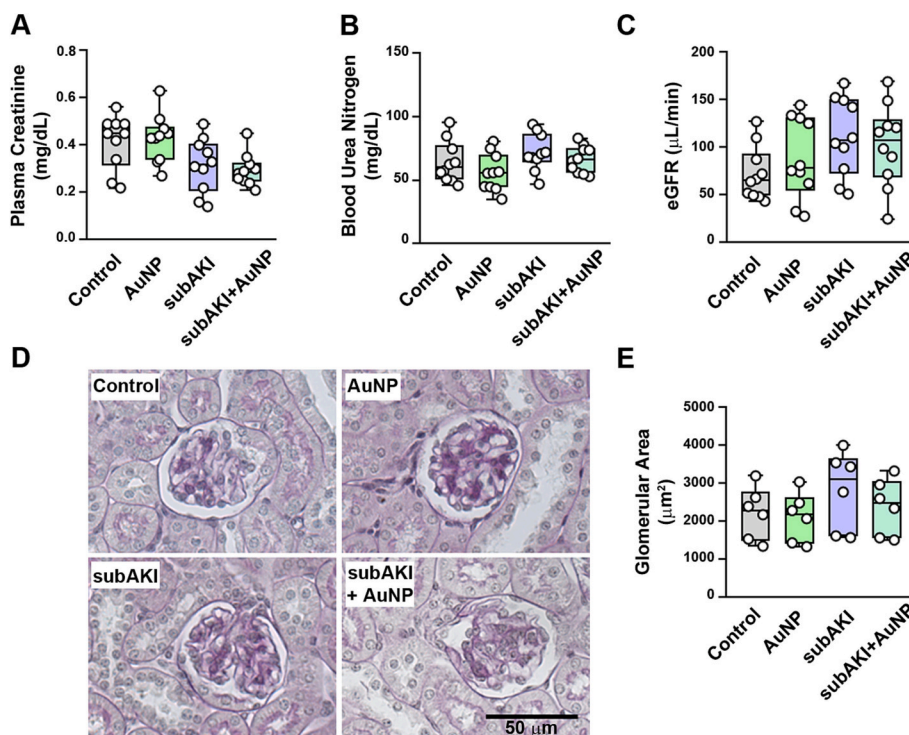 A
Plasma Creatinine
(mg/dL)
0.8
0.6
0.4
0.2
0.0
Control
AuNP
subAKI
subAKI+AuNP
B
Blood Urea Nitrogen
(mg/dL)
150
100
50
0
Control
AuNP
subAKI
subAKI+AuNP
C
eGFR (μL/min)
200
150
100
50
0
Control
AuNP
subAKI
subAKI+AuNP
D
Control
AuNP
subAKI
subAKI
+ AuNP
50 μm
E
Glomerular Area
(μm²)
5000
4000
3000
2000
1000
0
Control
AuNP
subAKI
subAKI+AuNP